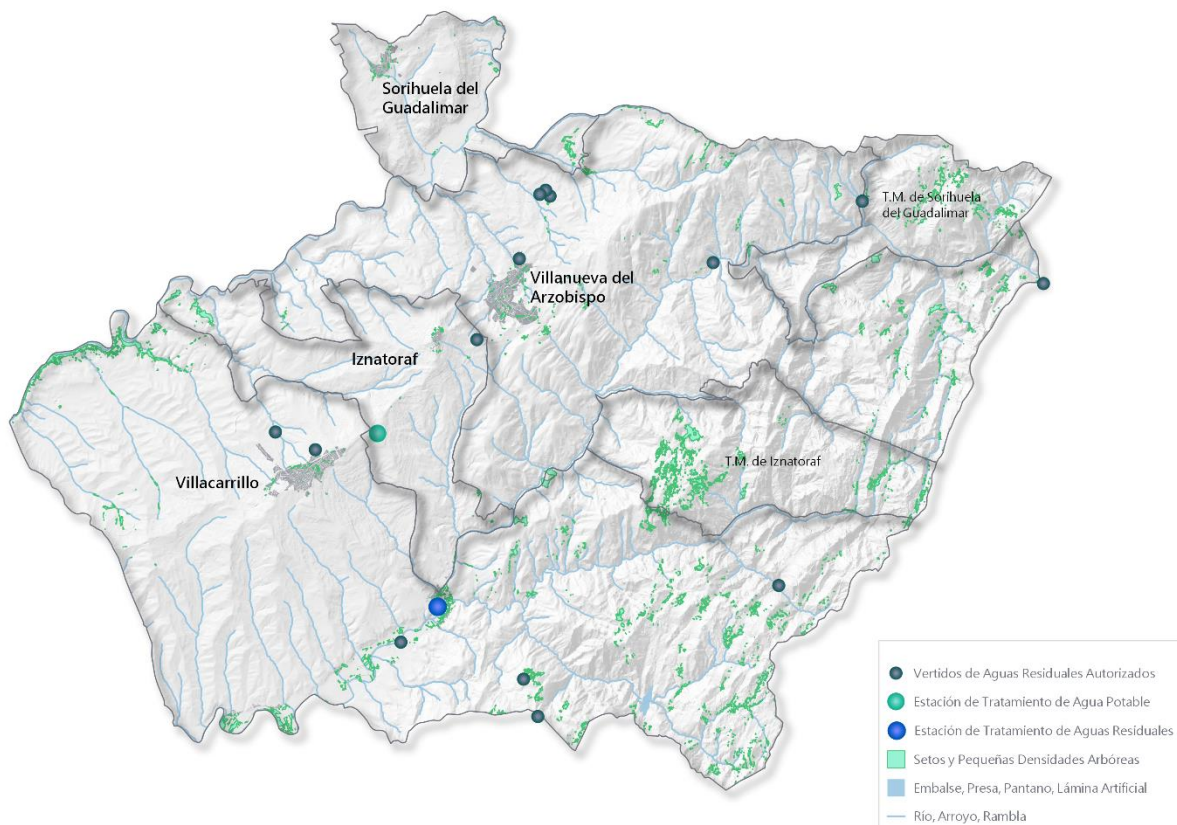 Sorihuela del
Guadalimar
T.M. de Sorihuela
del Guadalimar
Villanueva del
Arzobispo
Iznatoraf
T.M. de Iznatoraf
Villacarrillo
Vertidos de Aguas Residuales Autorizados
Estación de Tratamiento de Agua Potable
Estación de Tratamiento de Aguas Residuales
Setos y Pequeñas Densidades Arbóreas
Embalse, Presa, Pantano, Lámina Artificial
Río, Arroyo, Rambla